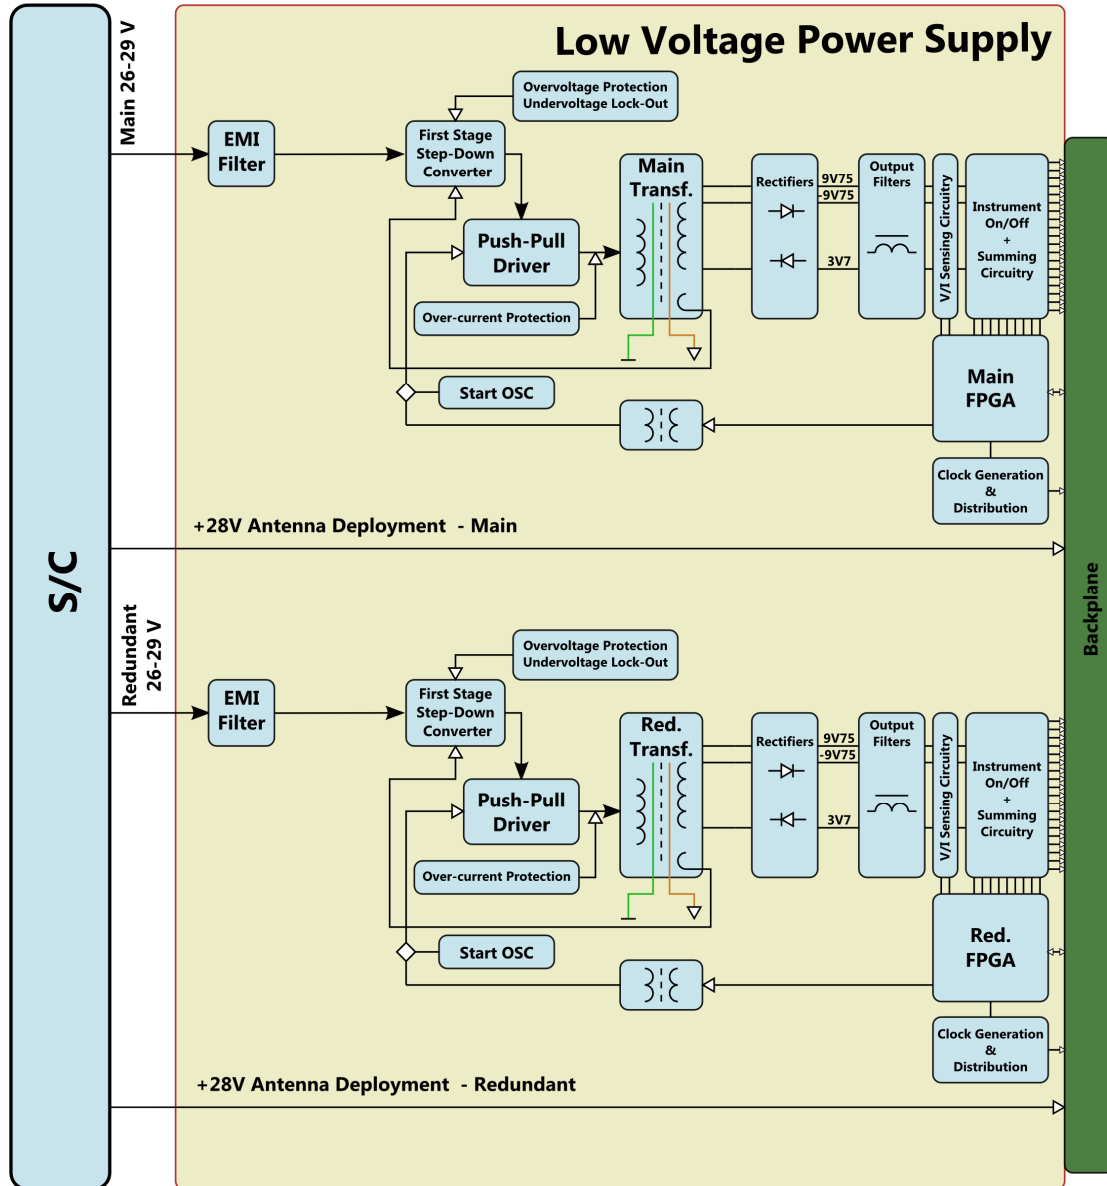 Low Voltage Power Supply
S/C
Main 26-29 V
EMI
Filter
Overvoltage Protection
Undervoltage Lock-Out
First Stage
Step-Down
Converter
Push-Pull
Driver
Over-current Protection
Start OSC
Main
Transf.
Rectifiers
9V75
-9V75
3V7
Output
Filters
V/I Sensing Circuitry
Instrument
On/Off
+
Summing
Circuitry
Main
FPGA
Clock Generation
&
Distribution
+28V Antenna Deployment - Main
Backplane
Redundant
26-29 V
EMI
Filter
Overvoltage Protection
Undervoltage Lock-Out
First Stage
Step-Down
Converter
Push-Pull
Driver
Over-current Protection
Start OSC
Red.
Transf.
Rectifiers
9V75
-9V75
3V7
Output
Filters
V/I Sensing Circuitry
Instrument
On/Off
+
Summing
Circuitry
Red.
FPGA
Clock Generation
&
Distribution
+28V Antenna Deployment - Redundant